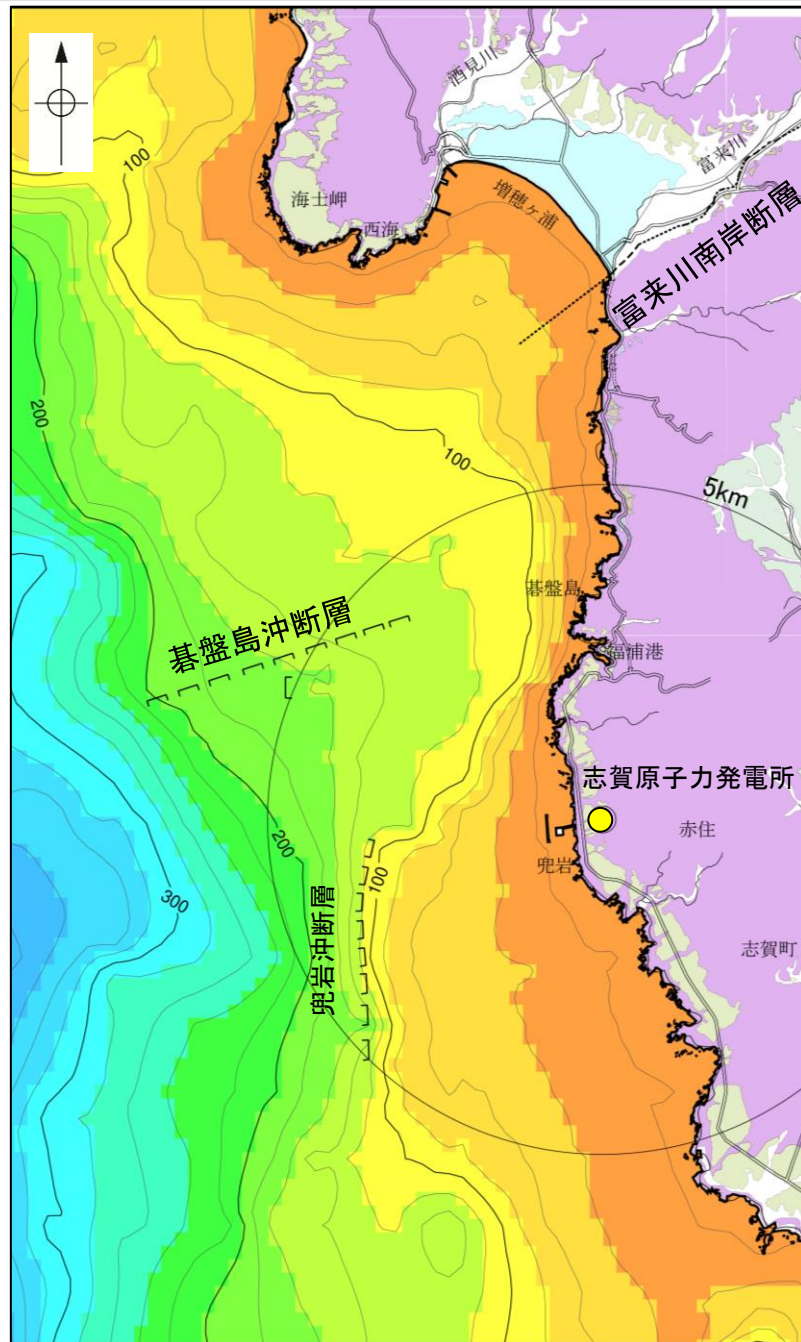 酒見川
富来川
100
海士岬
増穂ヶ浦
西海
富来川南岸断層
200
100
5km
碁盤島
碁盤島沖断層
福浦港
志賀原子力発電所
赤住
200
兜岩
100
300
兜岩沖断層
志賀町